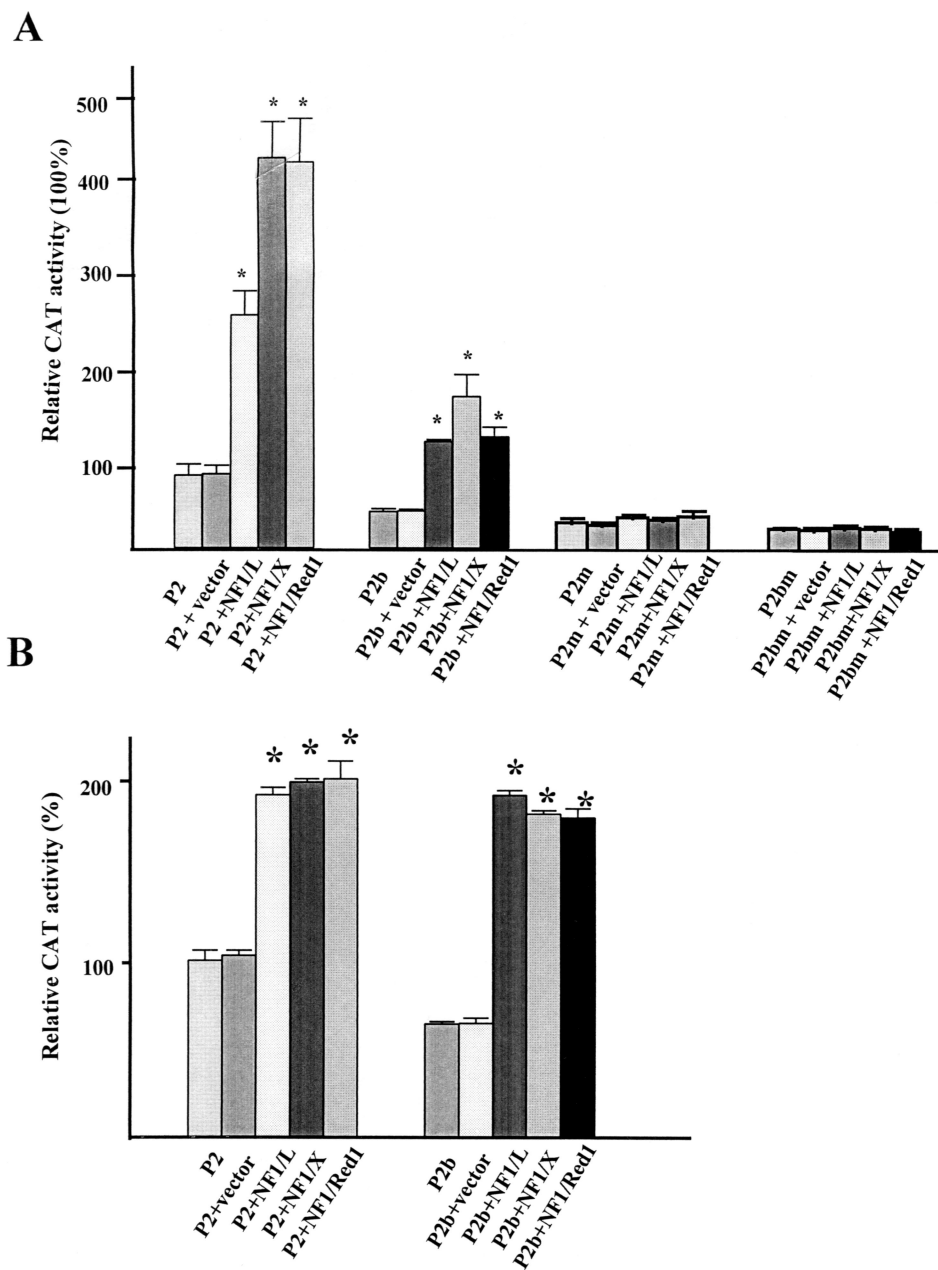 A
Relative CAT activity (100%)
500
400
300
200
100
*
*
*
*
*
*
P2
P2 + vector
P2 +NF1/L
P2+NF1/X
P2 +NF1/Red1
P2b
P2b + vector
P2b +NF1/L
P2b+NF1/X
P2b +NF1/Red1
P2m
P2m + vector
P2m +NF1/L
P2m+NF1/X
P2m +NF1/Red1
P2bm
P2bm + vector
P2bm +NF1/L
P2bm+NF1/X
P2bm +NF1/Red1
B
Relative CAT activity (%)
200
100
*
*
*
*
*
*
P2
P2+vector
P2+NF1/L
P2+NF1/X
P2+NF1/Red1
P2b
P2b+vector
P2b+NF1/L
P2b+NF1/X
P2b+NF1/Red1